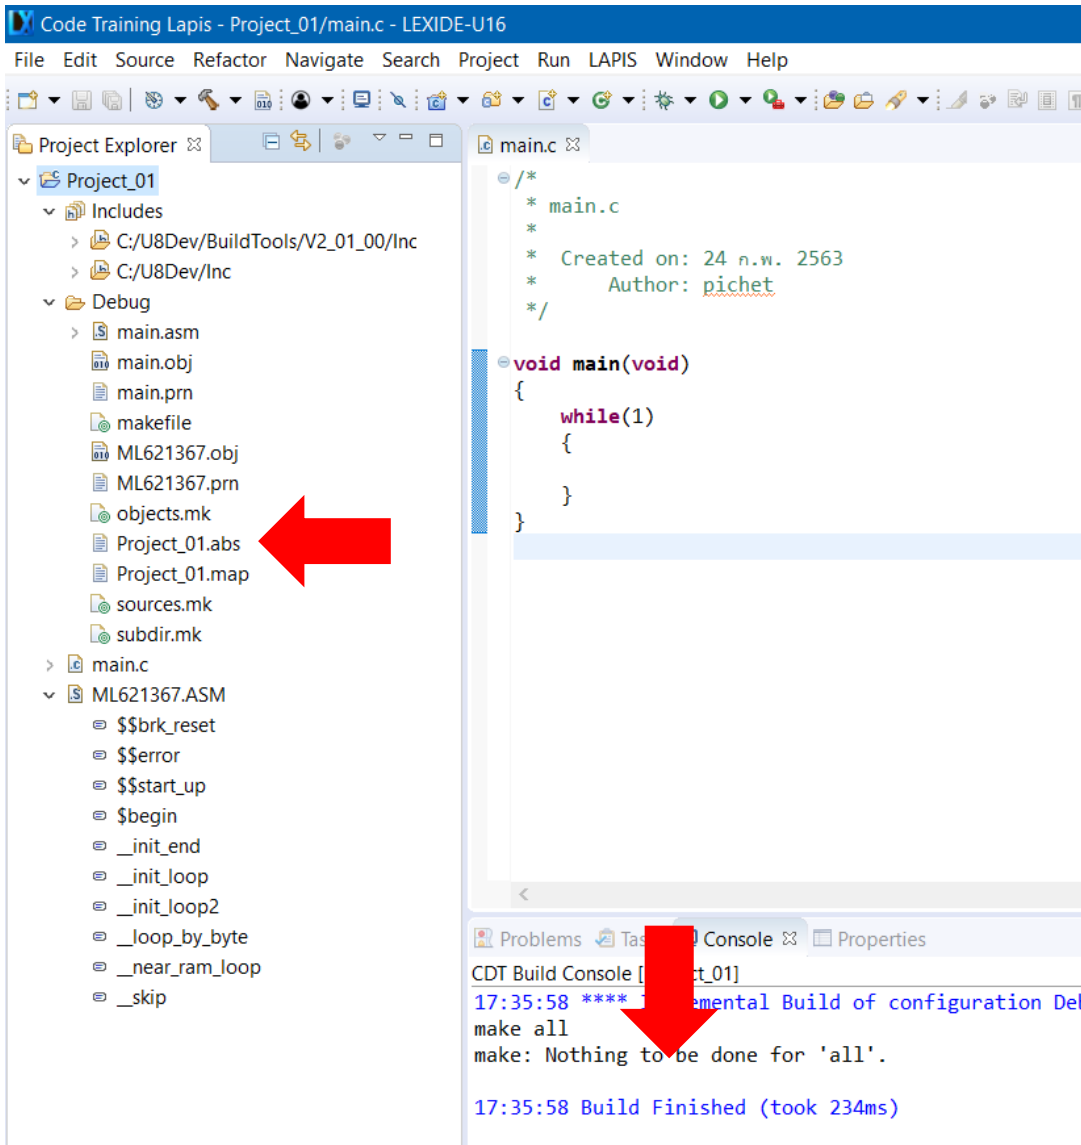 Code Training Lapis - Project_01/main.c - LEXIDE-U16
File Edit Source Refactor Navigate Search Project Run LAPIS Window Help
Project Explorer
Project_01
Includes
C:/U8Dev/BuildTools/V2_01_00/Inc
C:/U8Dev/Inc
Debug
main.asm
main.obj
main.prn
makefile
ML621367.obj
ML621367.prn
objects.mk
Project_01.abs
Project_01.map
sources.mk
subdir.mk
main.c
ML621367.ASM
$$brk_reset
$$error
$$start_up
$begin
__init_end
__init_loop
__init_loop2
__loop_by_byte
__near_ram_loop
__skip
main.c
/*
* main.c
*
* Created on: 24 ก.พ. 2563
* Author: pichet
*/
void main(void)
{
while(1)
{
}
}
Problems Console Properties
CDT Build Console [
17:35:58 **** Build of configuration
make all
make: Nothing to be done for 'all'.
17:35:58 Build Finished (took 234ms)